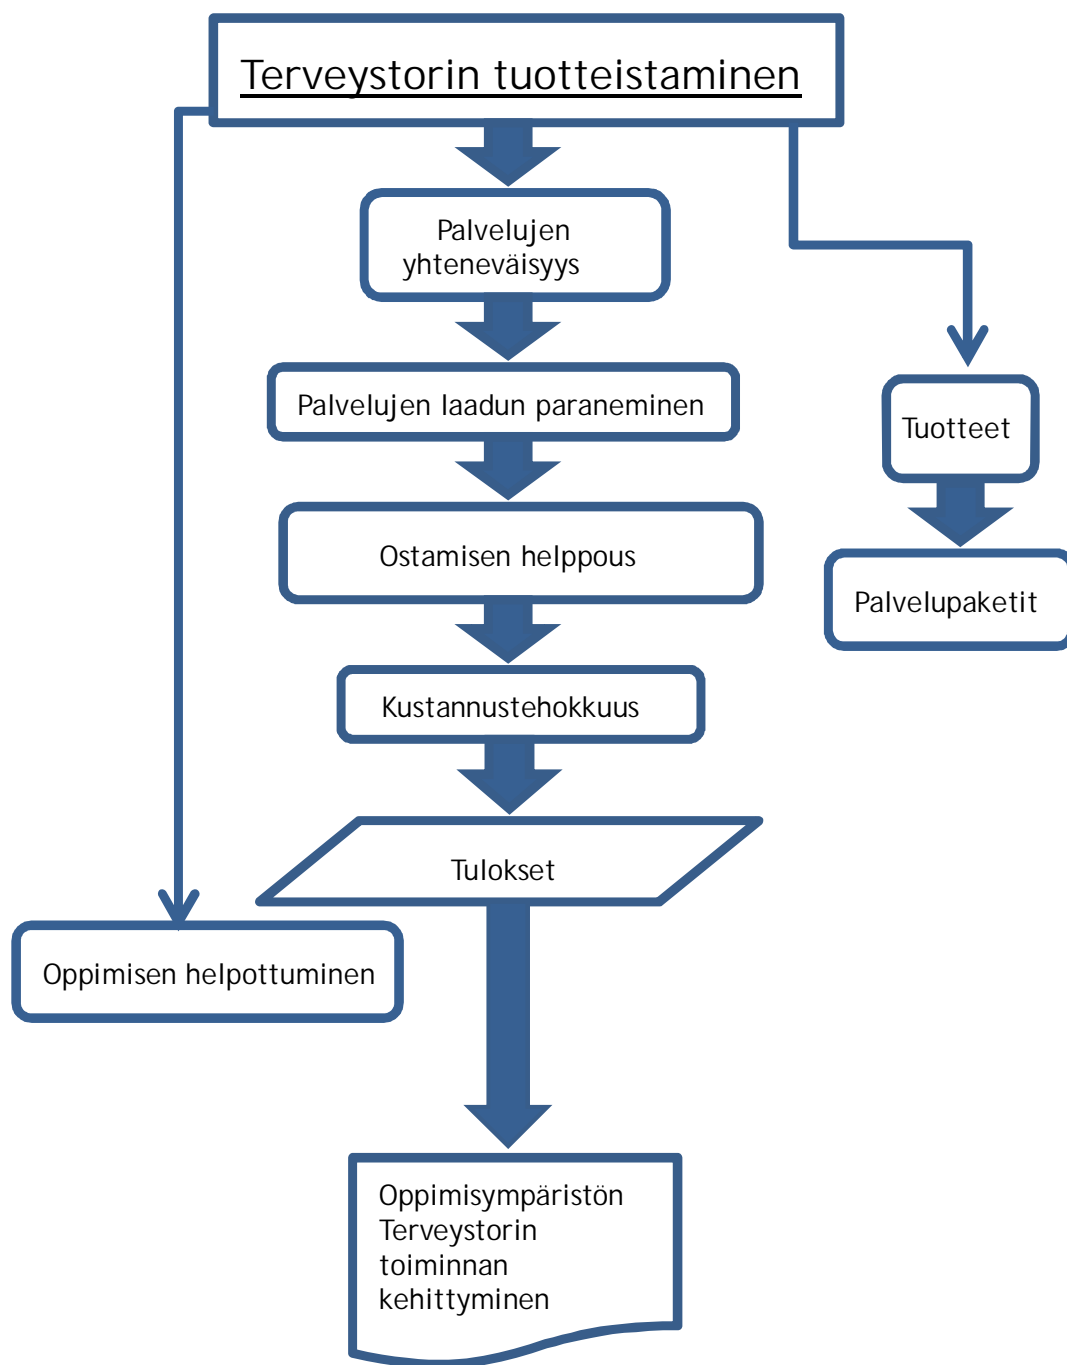 Terveystorin tuotteistaminen
Palvelujen
yhteneväisyys
Palvelujen laadun paraneminen
Tuotteet
Ostamisen helppous
Palvelupaketit
Kustannustehokkuus
Tulokset
Oppimisen helpottuminen
Oppimisympäristön
Terveystorin
toiminnan
kehittyminen